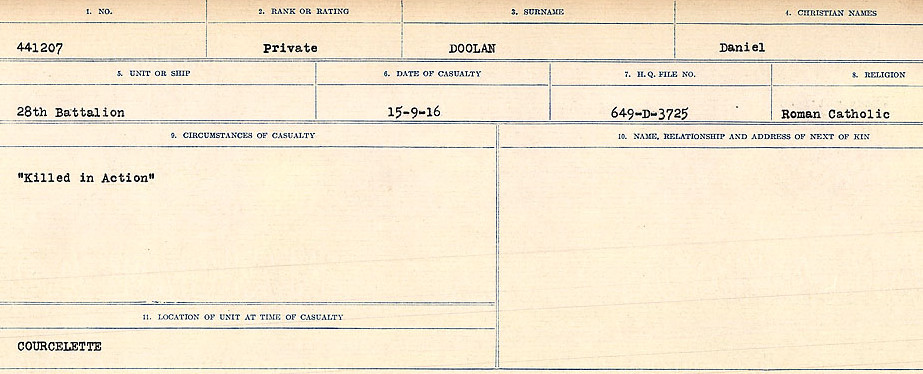 1. NO. 2. RANK OR RATING 3. SURNAME 4. CHRISTIAN NAMES
441207 Private DOOLAN Daniel
5. UNIT OR SHIP 6. DATE OF CASUALTY 7. H.Q. FILE NO. 8. RELIGION
28th Battalion 15-9-16 649-D-3725 Roman Catholic
9. CIRCUMSTANCES OF CASUALTY 10. NAME, RELATIONSHIP AND ADDRESS OF NEXT OF KIN
"Killed in Action"
11. LOCATION OF UNIT AT TIME OF CASUALTY
COURCELETTE